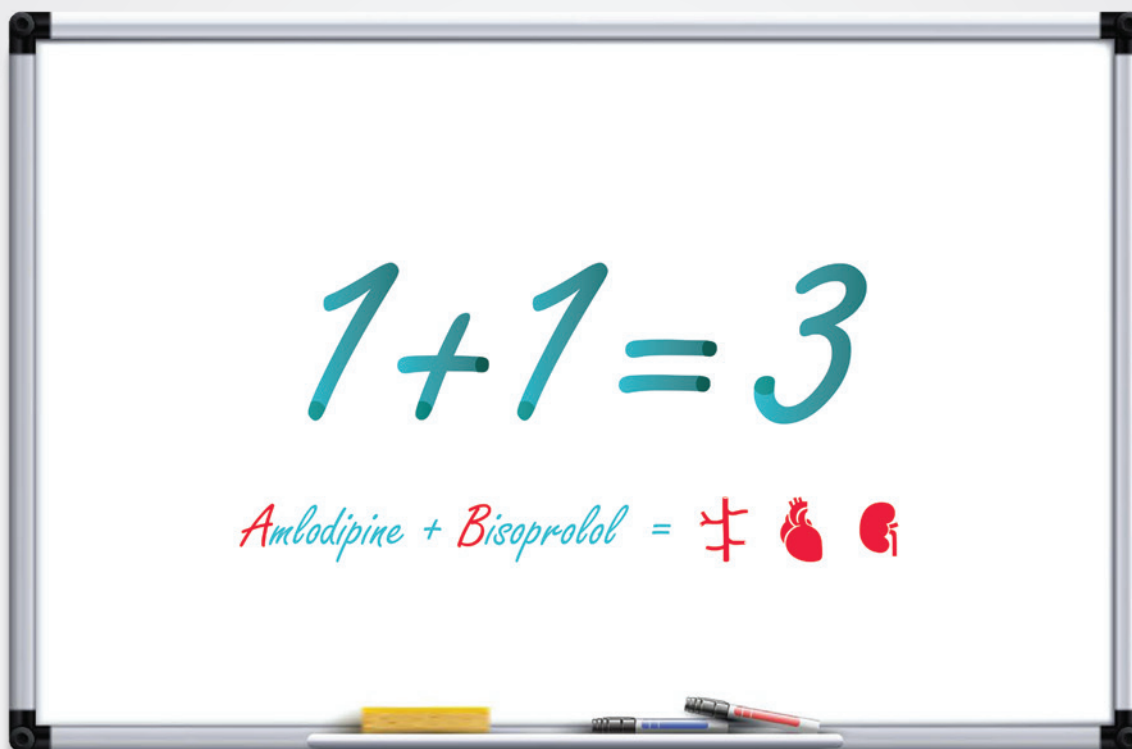 1+1=3
Amlodipine + Bisoprolol =